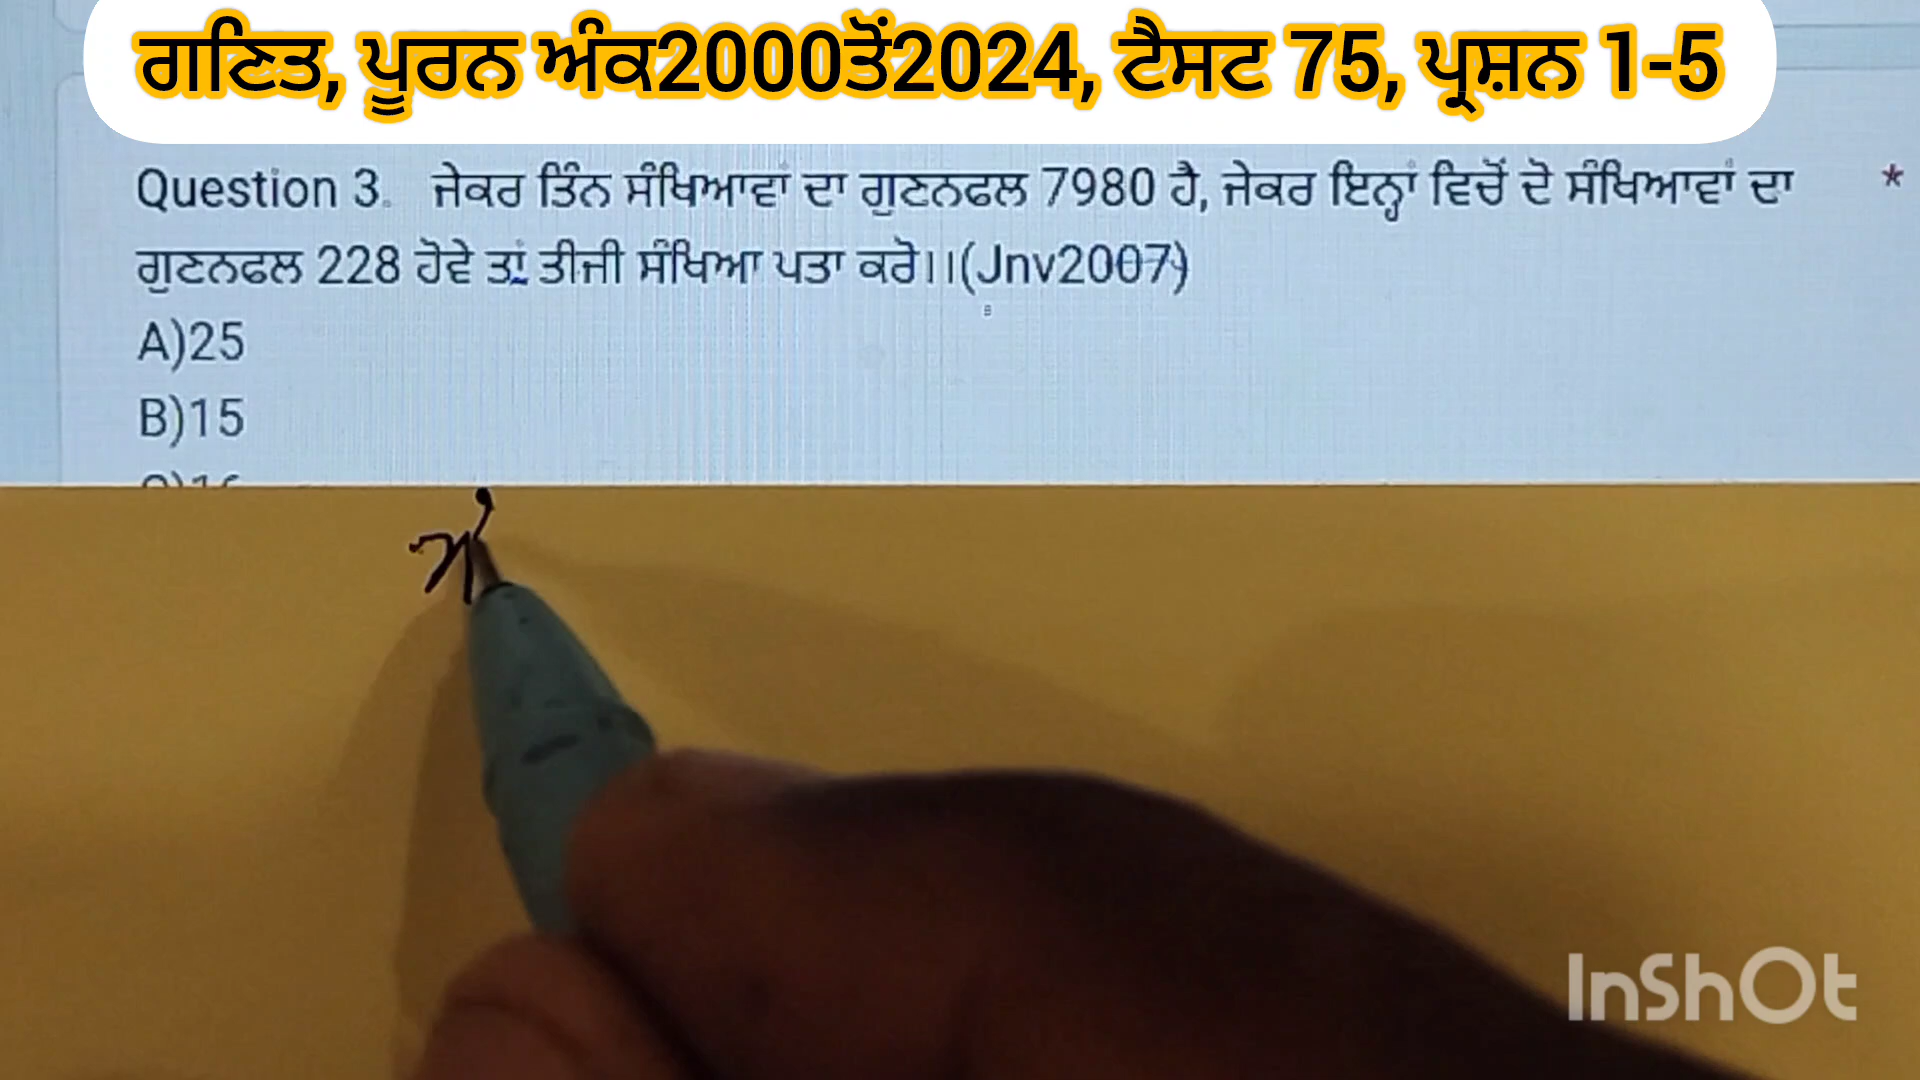 ਗਣਿਤ, ਪੂਰਨ ਅੰਕ2000ਤੋਂ2024, ਟੈਸਟ 75, ਪ੍ਰਸ਼ਨ 1-5
Question 3. ਜੇਕਰ ਤਿੰਨ ਸੰਖਿਆਵਾਂ ਦਾ ਗੁਣਨਫਲ 7980 ਹੈ, ਜੇਕਰ ਇਨ੍ਹਾਂ ਵਿਚੋਂ ਦੋ ਸੰਖਿਆਵਾਂ ਦਾ *
ਗੁਣਨਫਲ 228 ਹੋਵੇ ਤਾਂ ਤੀਜੀ ਸੰਖਿਆ ਪਤਾ ਕਰੋ।।(Jnv2007)
A)25
B)15
InShOt